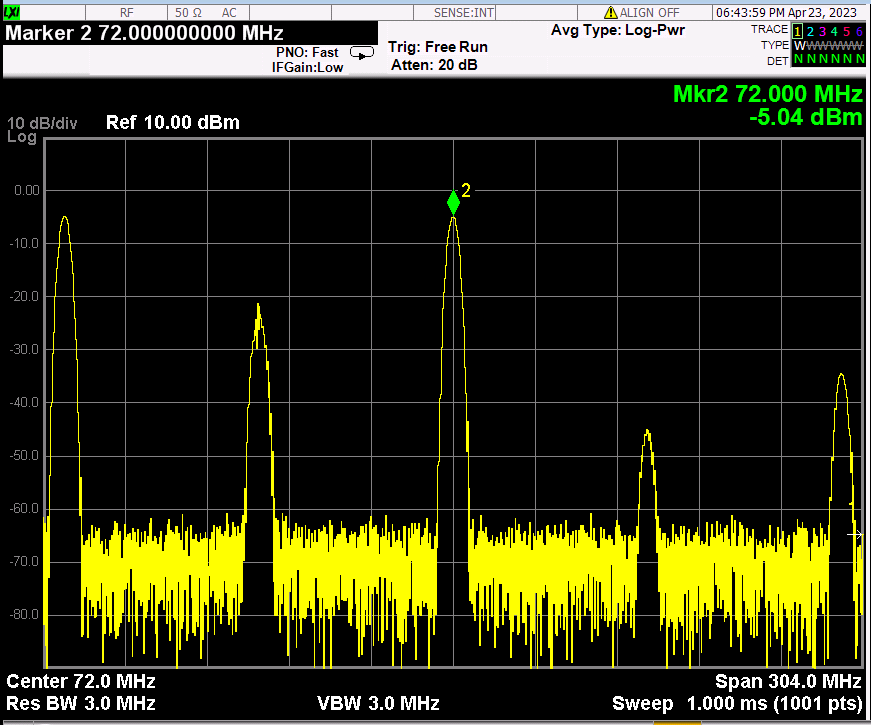 LXI RF 50 Ω AC SENSE:INT ALIGN OFF 06:43:59 PM Apr 23, 2023
Marker 2 72.000000000 MHz
PNO: Fast
IFGain:Low
Trig: Free Run
Atten: 20 dB
Avg Type: Log-Pwr
TRACE 1 2 3 4 5 6
TYPE WWWWWW
DET N N N N N N
Mkr2 72.000 MHz
-5.04 dBm
10 dB/div Ref 10.00 dBm
Log
2
0.00
-10.0
-20.0
-30.0
-40.0
-50.0
-60.0
-70.0
-80.0
Center 72.0 MHz Span 304.0 MHz
Res BW 3.0 MHz VBW 3.0 MHz Sweep 1.000 ms (1001 pts)